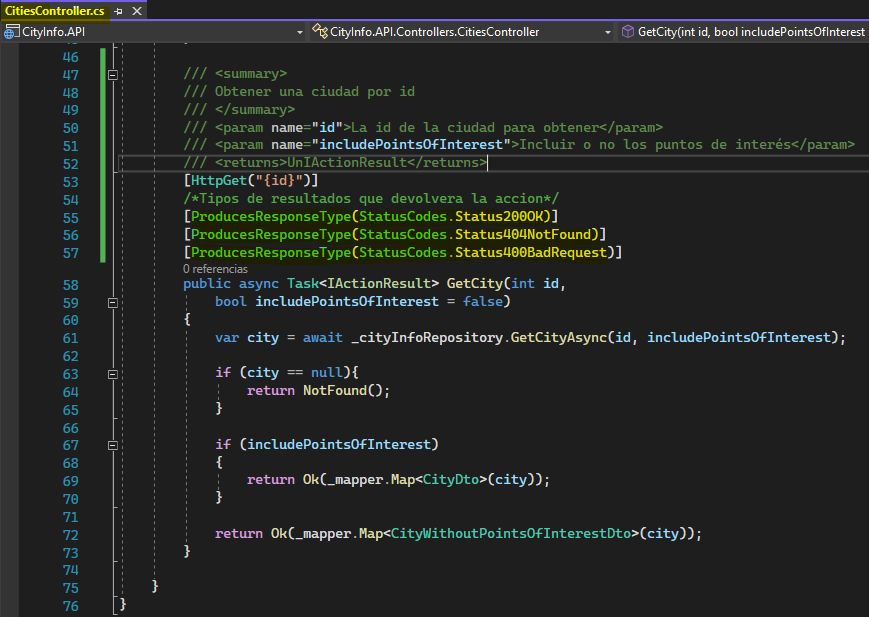 CitiesController.cs
CityInfo.API CityInfo.API.Controllers.CitiesController GetCity(int id, bool includePointsOfInterest
46
47 /// <summary>
48 /// Obtener una ciudad por id
49 /// </summary>
50 /// <param name="id">La id de la ciudad para obtener</param>
51 /// <param name="includePointsOfInterest">Incluir o no los puntos de interés</param>
52 /// <returns>UnIActionResult</returns>
53 [HttpGet("{id}")]
54 /*Tipos de resultados que devolvera la accion*/
55 [ProducesResponseType(StatusCodes.Status200OK)]
56 [ProducesResponseType(StatusCodes.Status404NotFound)]
57 [ProducesResponseType(StatusCodes.Status400BadRequest)]
0 referencias
58 public async Task<IActionResult> GetCity(int id,
59 bool includePointsOfInterest = false)
60 {
61 var city = await _cityInfoRepository.GetCityAsync(id, includePointsOfInterest);
62
63 if (city == null){
64 return NotFound();
65 }
66
67 if (includePointsOfInterest)
68 {
69 return Ok(_mapper.Map<CityDto>(city));
70 }
71
72 return Ok(_mapper.Map<CityWithoutPointsOfInterestDto>(city));
73 }
74
75 }
76 }